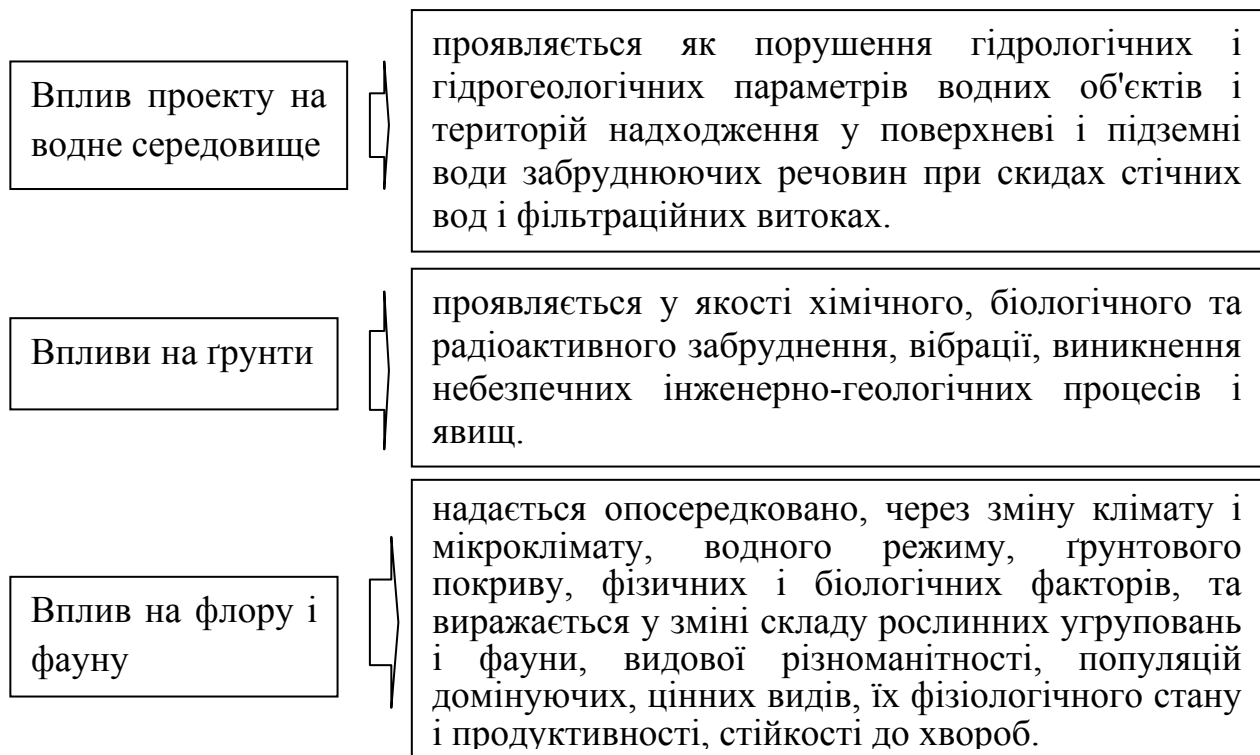 Вплив проекту на
водне середовище
проявляється як порушення гідрологічних і
гідрогеологічних параметрів водних об'єктів і
територій надходження у поверхневі і підземні
води забруднюючих речовин при скидах стічних
вод і фільтраційних витоках.
Впливи на ґрунти
проявляється у якості хімічного, біологічного та
радіоактивного забруднення, вібрації, виникнення
небезпечних інженерно-геологічних процесів і
явищ.
Вплив на флору і
фауну
надається опосередковано, через зміну клімату і
мікроклімату, водного режиму, ґрунтового
покриву, фізичних і біологічних факторів, та
виражається у зміні складу рослинних угруповань
і фауни, видової різноманітності, популяцій
домінуючих, цінних видів, їх фізіологічного стану
і продуктивності, стійкості до хвороб.